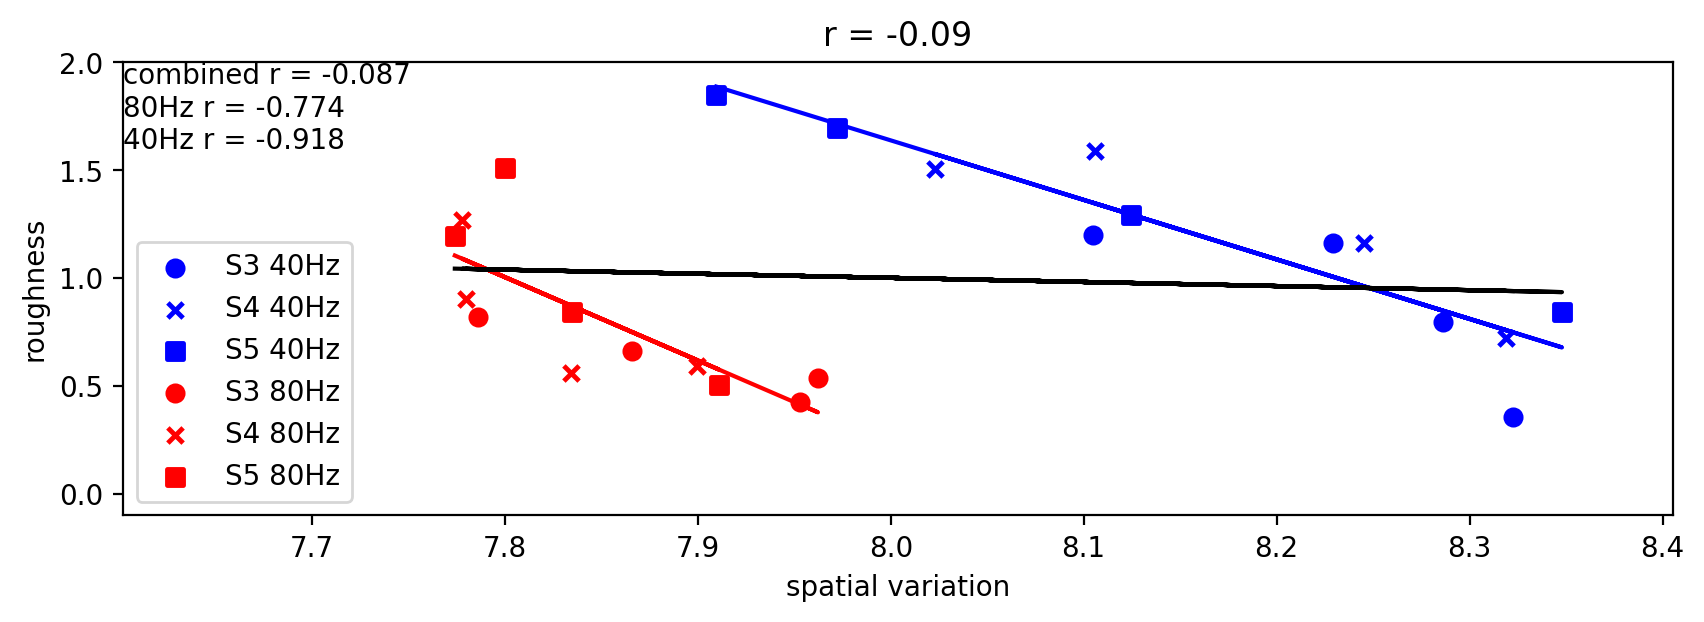 r = -0.09
combined r = -0.087
80Hz r = -0.774
40Hz r = -0.918
2.0
1.5
1.0
0.5
0.0
roughness
S3 40Hz
S4 40Hz
S5 40Hz
S3 80Hz
S4 80Hz
S5 80Hz
7.7 7.8 7.9 8.0 8.1 8.2 8.3 8.4
spatial variation